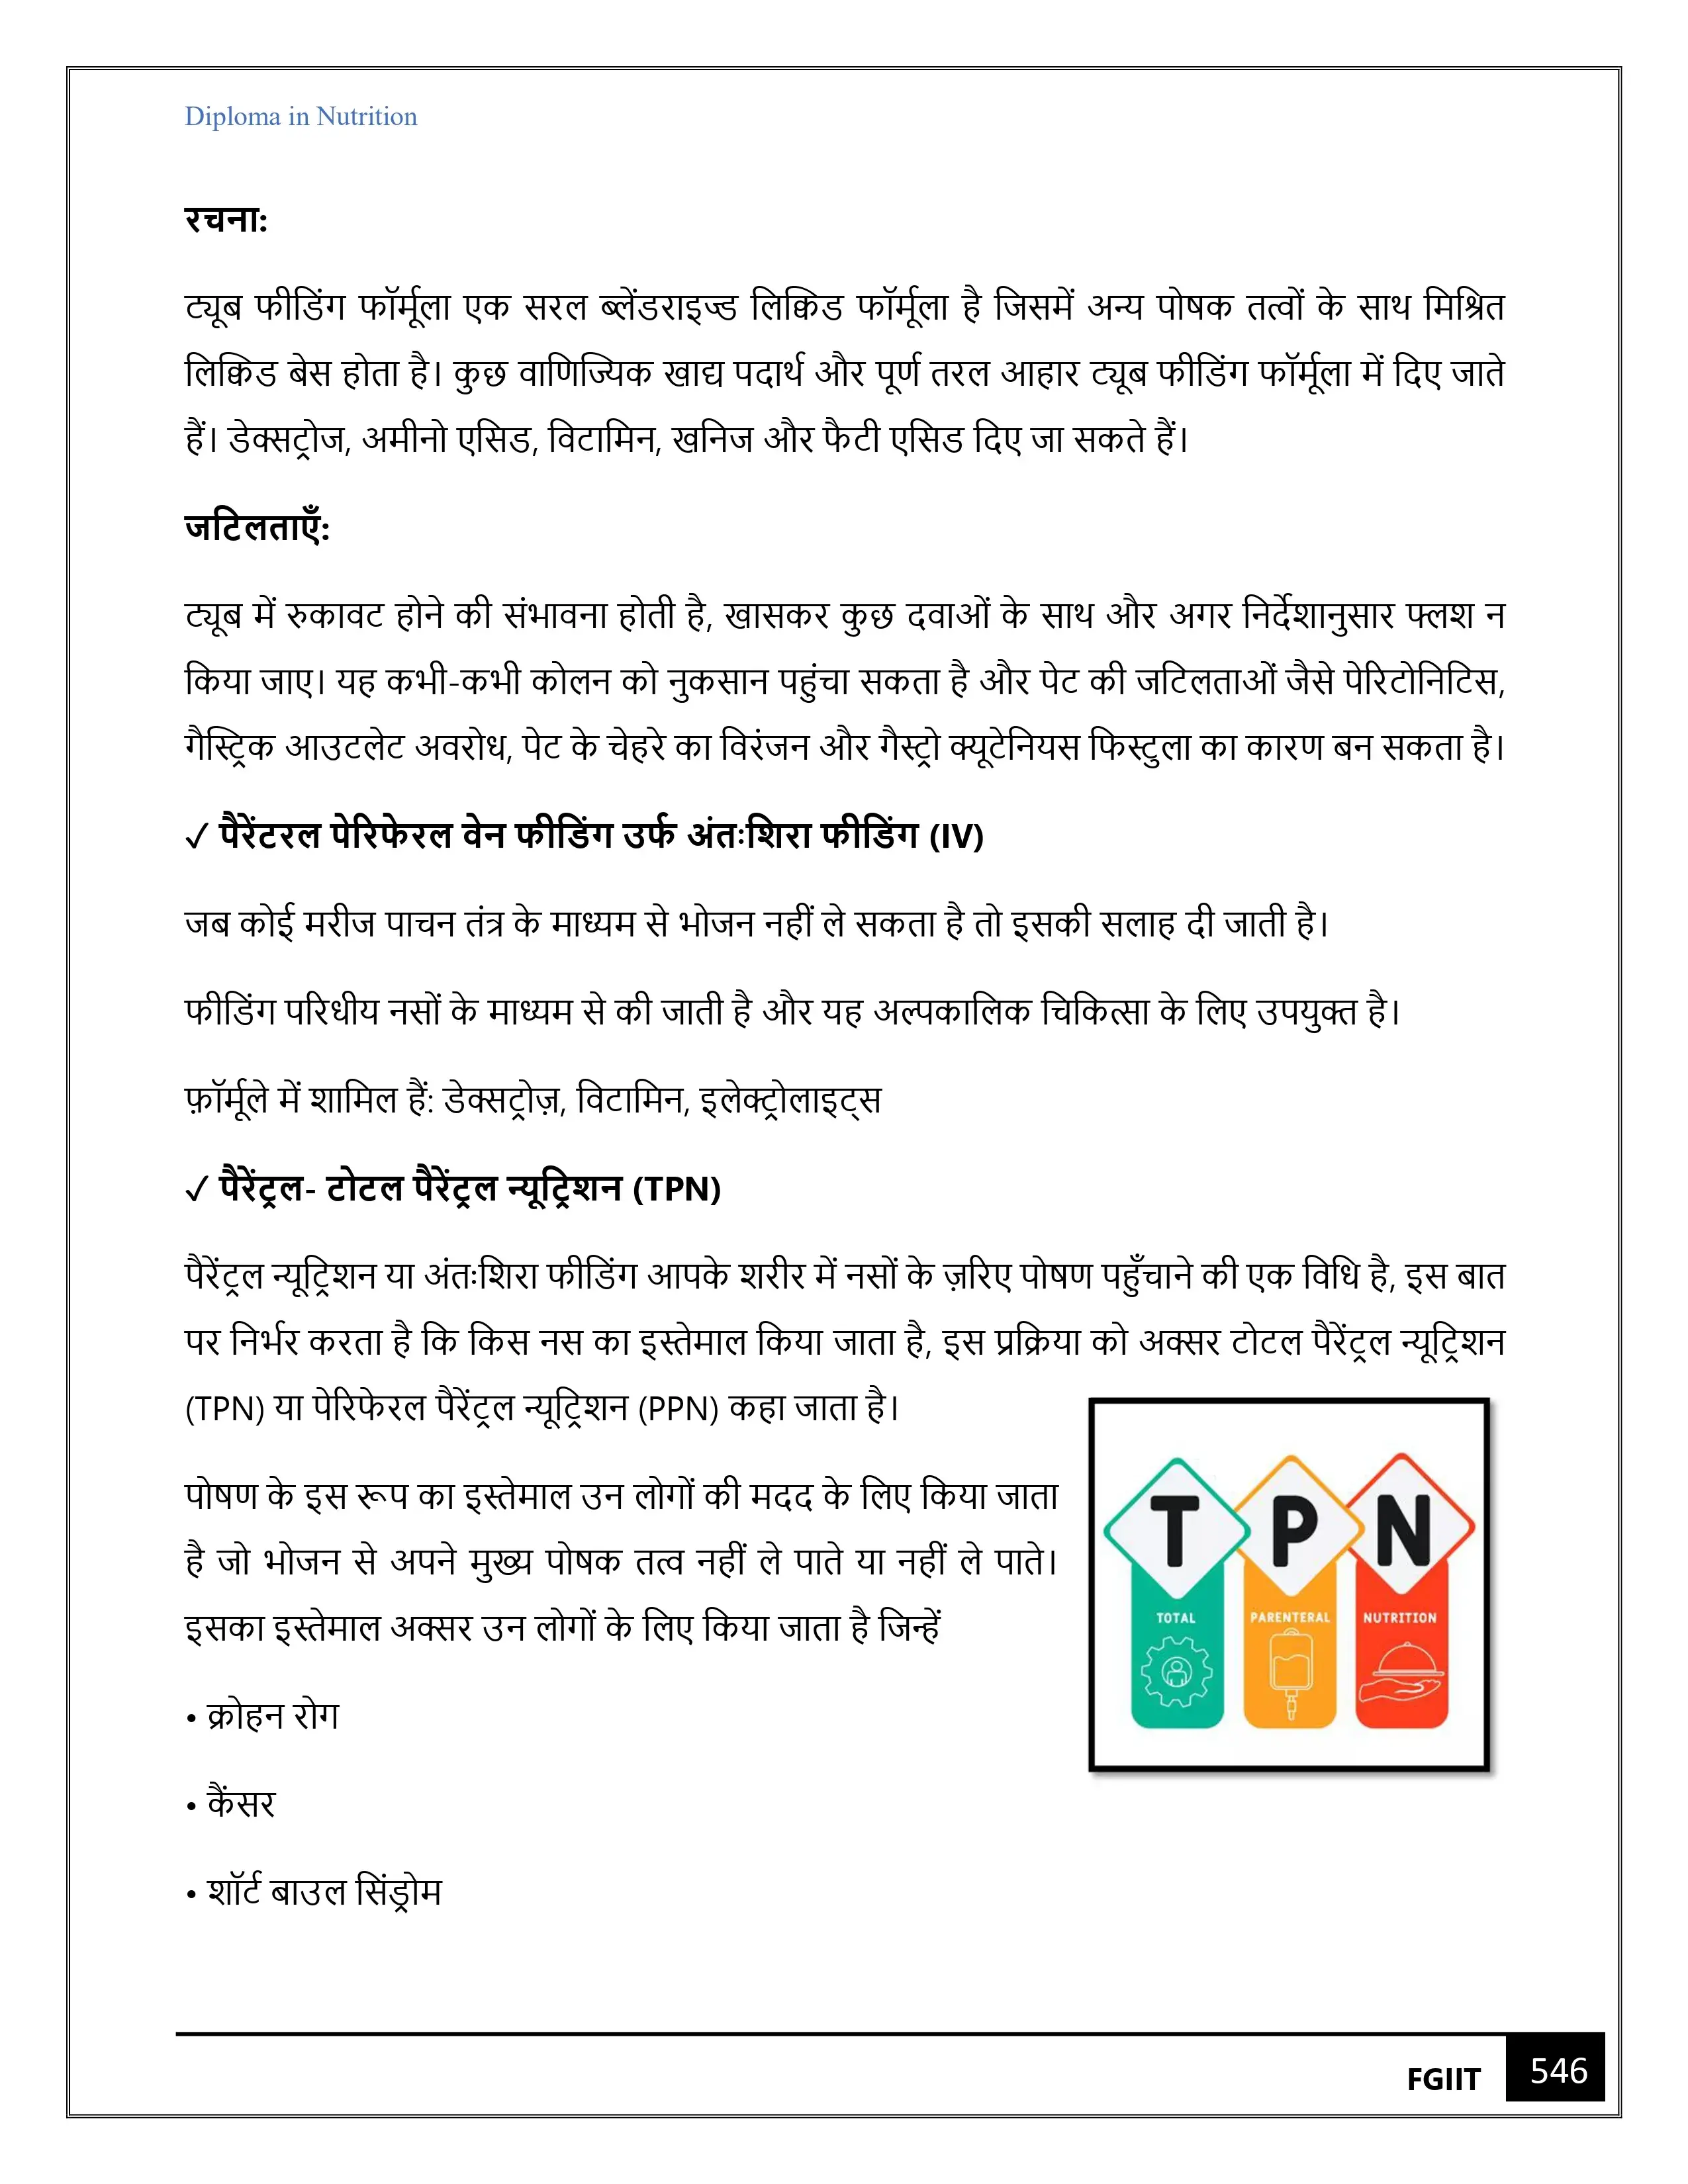 Diploma in Nutrition
रचना:
ट्यूब फीडिंग फॉर्मूला एक सरल ब्लेंडराइज्ड लिक्विड फॉर्मूला है जिसमें अन्य पोषक तत्वों के साथ मिश्रित
लिक्विड बेस होता है। कुछ वाणिज्यिक खाद्य पदार्थ और पूर्ण तरल आहार ट्यूब फीडिंग फॉर्मूला में दिए जाते
हैं। डेक्सट्रोज, अमीनो एसिड, विटामिन, खनिज और फैटी एसिड दिए जा सकते हैं।
जटिलताएँ:
ट्यूब में रुकावट होने की संभावना होती है, खासकर कुछ दवाओं के साथ और अगर निर्देशानुसार फ्लश न
किया जाए। यह कभी-कभी कोलन को नुकसान पहुंचा सकता है और पेट की जटिलताओं जैसे पेरिटोनिटिस,
गैस्ट्रिक आउटलेट अवरोध, पेट के चेहरे का विरंजन और गैस्ट्रो क्यूटेनियस फिस्टुला का कारण बन सकता है।
✓ पैरेंटरल पेरिफेरल वेन फीडिंग उर्फ अंतःशिरा फीडिंग (IV)
जब कोई मरीज पाचन तंत्र के माध्यम से भोजन नहीं ले सकता है तो इसकी सलाह दी जाती है।
फीडिंग परिधीय नसों के माध्यम से की जाती है और यह अल्पकालिक चिकित्सा के लिए उपयुक्त है।
फ़ॉर्मूले में शामिल हैं: डेक्सट्रोज़, विटामिन, इलेक्ट्रोलाइट्स
✓ पैरेंट्रल- टोटल पैरेंट्रल न्यूट्रिशन (TPN)
पैरेंट्रल न्यूट्रिशन या अंतःशिरा फीडिंग आपके शरीर में नसों के ज़रिए पोषण पहुँचाने की एक विधि है, इस बात
पर निर्भर करता है कि किस नस का इस्तेमाल किया जाता है, इस प्रक्रिया को अक्सर टोटल पैरेंट्रल न्यूट्रिशन
(TPN) या पेरिफेरल पैरेंट्रल न्यूट्रिशन (PPN) कहा जाता है।
पोषण के इस रूप का इस्तेमाल उन लोगों की मदद के लिए किया जाता
है जो भोजन से अपने मुख्य पोषक तत्व नहीं ले पाते या नहीं ले पाते।
इसका इस्तेमाल अक्सर उन लोगों के लिए किया जाता है जिन्हें
• क्रोहन रोग
• कैंसर
• शॉर्ट बाउल सिंड्रोम
T P N
TOTAL PARENTERAL NUTRITION
FGIIT 546